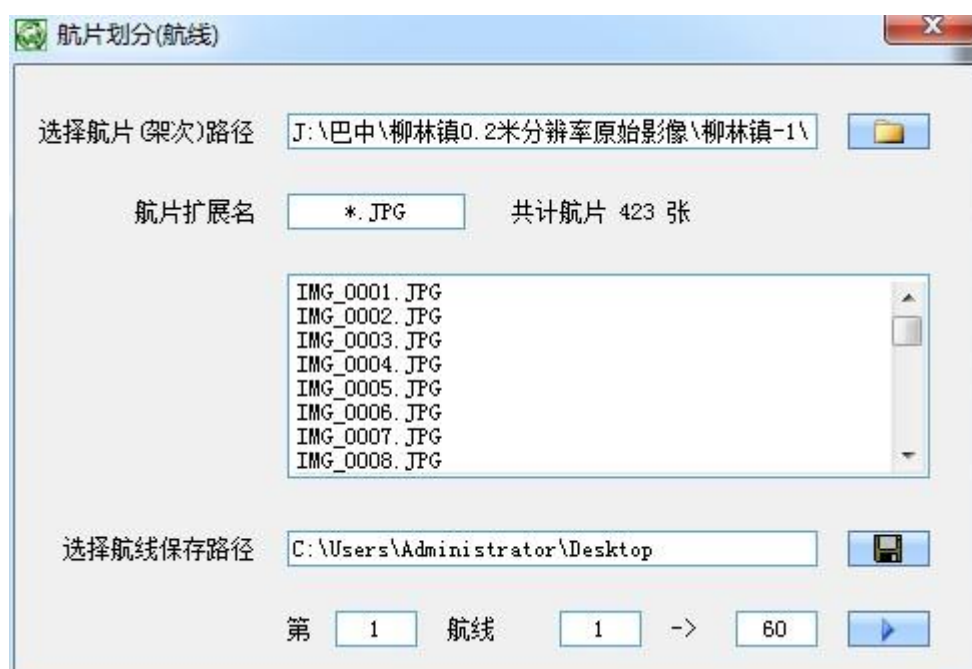 航片划分(航线)
选择航片(架次)路径 J:\巴中\柳林镇0.2米分辨率原始影像\柳林镇-1\
航片扩展名 *.JPG 共计航片 423 张
IMG_0001.JPG
IMG_0002.JPG
IMG_0003.JPG
IMG_0004.JPG
IMG_0005.JPG
IMG_0006.JPG
IMG_0007.JPG
IMG_0008.JPG
选择航线保存路径 C:\Users\Administrator\Desktop
第 1 航线 1 -> 60